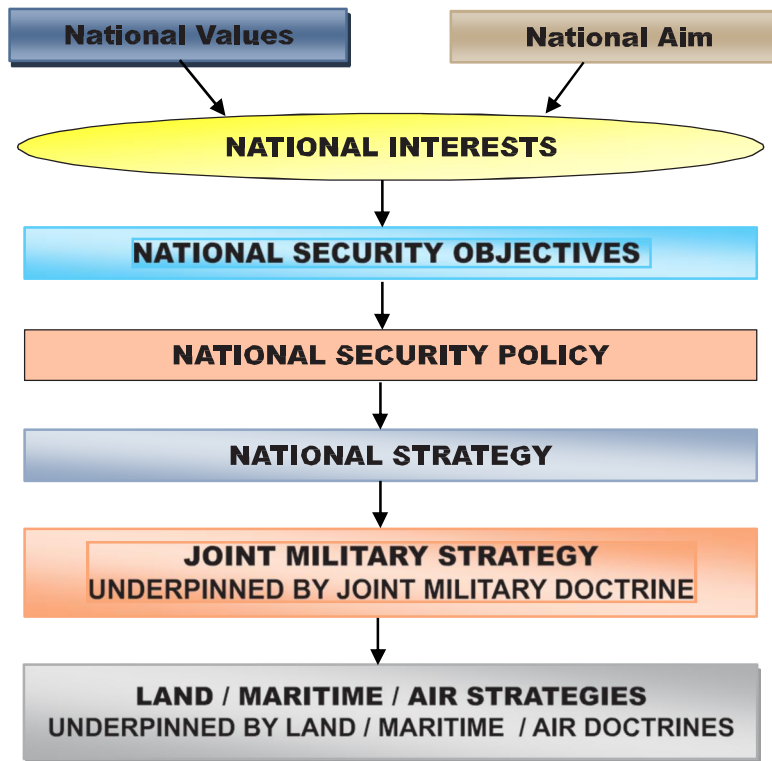 National Values
National Aim
NATIONAL INTERESTS
NATIONAL SECURITY OBJECTIVES
NATIONAL SECURITY POLICY
NATIONAL STRATEGY
JOINT MILITARY STRATEGY
UNDERPINNED BY JOINT MILITARY DOCTRINE
LAND / MARITIME / AIR STRATEGIES
UNDERPINNED BY LAND / MARITIME / AIR DOCTRINES